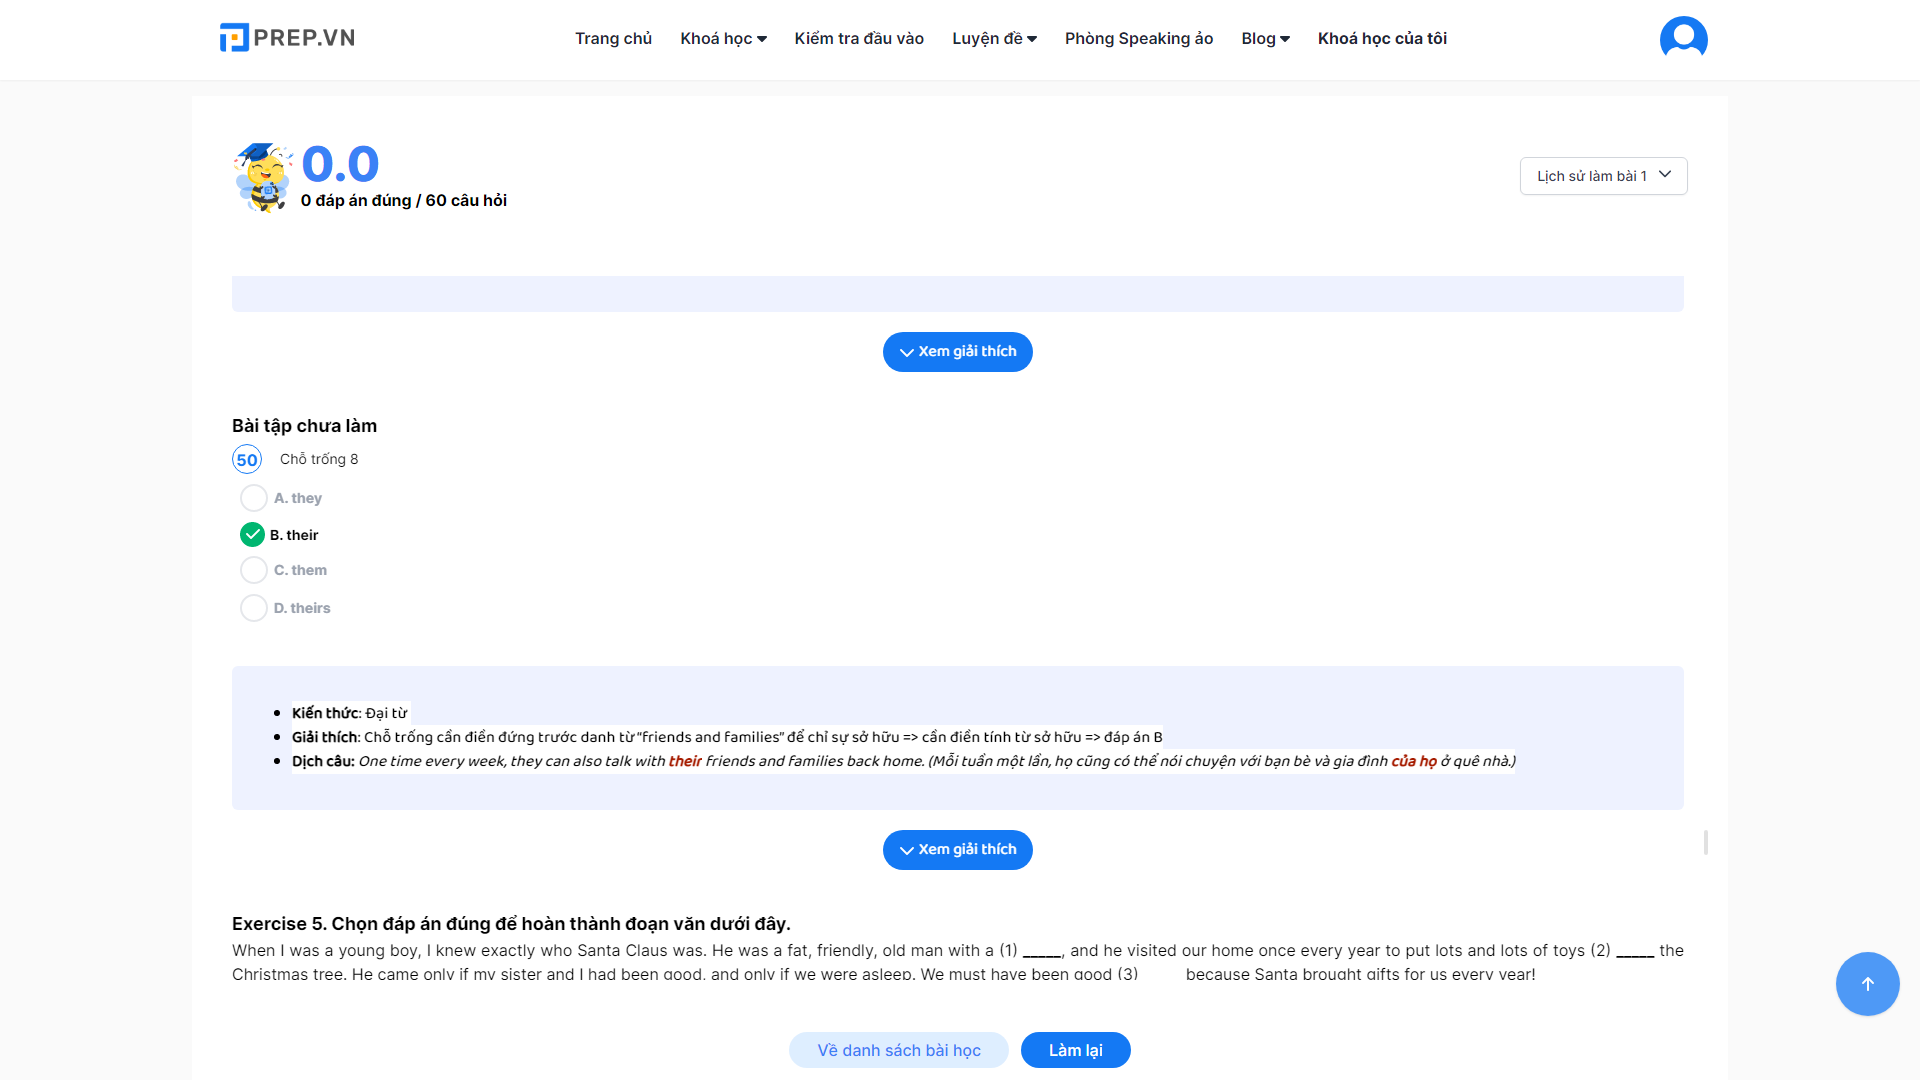 PREP.VN
Trang chủ
Khoá học
Kiểm tra đầu vào
Luyện đề
Phòng Speaking ảo
Blog
Khoá học của tôi
0.0
0 đáp án đúng / 60 câu hỏi
Lịch sử làm bài 1
Xem giải thích
Bài tập chưa làm
50 Chỗ trống 8
A. they
B. their
C. them
D. theirs
Kiến thức: Đại từ
Giải thích: Chỗ trống cần điền đứng trước danh từ “friends and families” để chỉ sự sở hữu => cần điền tính từ sở hữu => đáp án B
Dịch câu: One time every week, they can also talk with their friends and families back home. (Mỗi tuần một lần, họ cũng có thể nói chuyện với bạn bè và gia đình của họ ở quê nhà.)
Xem giải thích
Exercise 5. Chọn đáp án đúng để hoàn thành đoạn văn dưới đây.
When I was a young boy, I knew exactly who Santa Claus was. He was a fat, friendly, old man with a (1) _____, and he visited our home once every year to put lots and lots of toys (2) _____ the
Christmas tree. He came only if my sister and I had been good, and only if we were asleep. We must have been good (3) because Santa brought gifts for us every year!
Về danh sách bài học
Làm lại